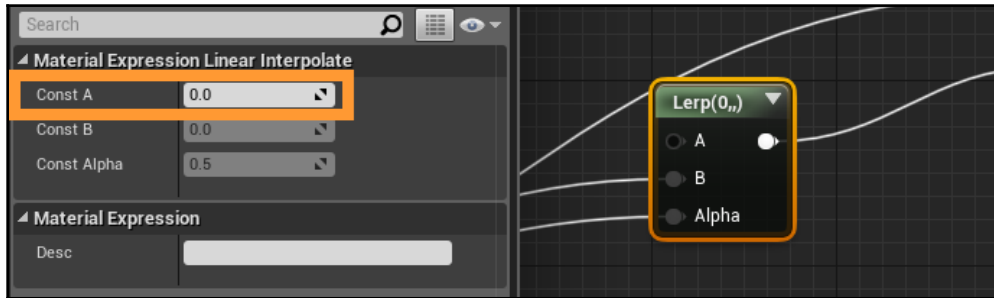 Search
Material Expression Linear Interpolate
Const A 0.0
Const B 0.0
Const Alpha 0.5
Material Expression
Desc
Lerp(0,,)
A
B
Alpha